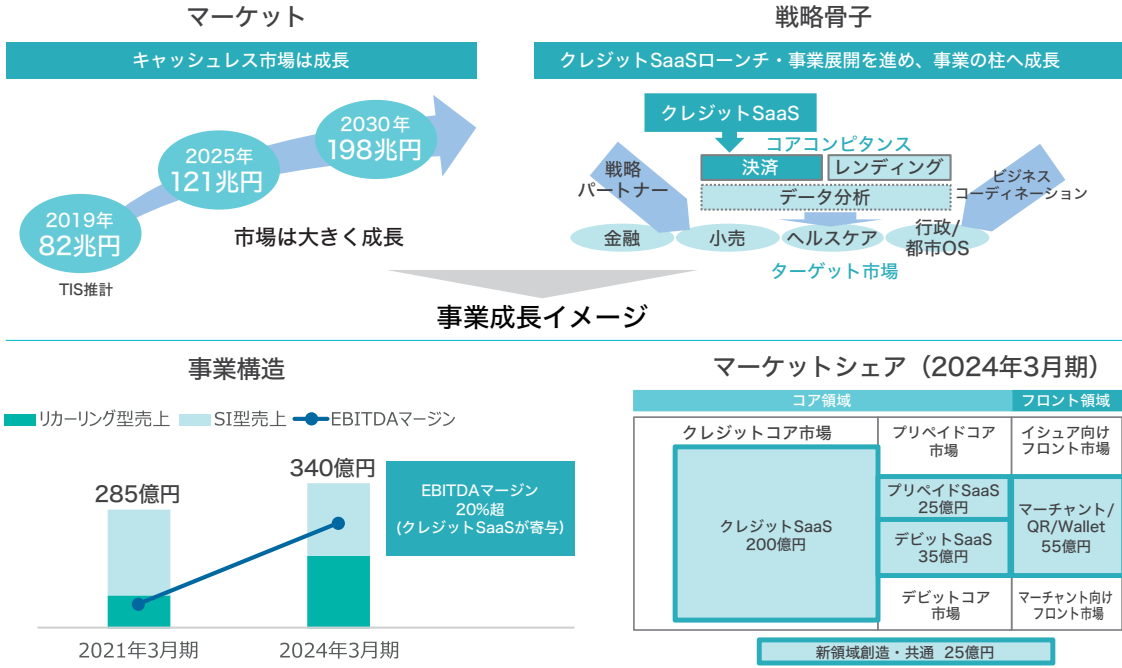 マーケット
キャッシュレス市場は成長
2030年
198兆円
2025年
121兆円
2019年
82兆円
市場は大きく成長
TIS推計
戦略骨子
クレジットSaaSローンチ・事業展開を進め、事業の柱へ成長
クレジットSaaS
コアコンピタンス
決済
レンディング
データ分析
戦略
パートナー
ビジネス
コーディネーション
金融
小売
ヘルスケア
行政/
都市OS
ターゲット市場
事業成長イメージ
事業構造
リカーリング型売上
SI型売上
EBITDAマージン
285億円
340億円
EBITDAマージン
20%超
(クレジットSaaSが寄与)
2021年3月期
2024年3月期
マーケットシェア（2024年3月期）
コア領域
フロント領域
クレジットコア市場
プリペイドコア
市場
イシュア向け
フロント市場
クレジットSaaS
200億円
プリペイドSaaS
25億円
デビットSaaS
35億円
マーチャント/
QR/Wallet
55億円
デビットコア
市場
マーチャント向け
フロント市場
新領域創造・共通 25億円